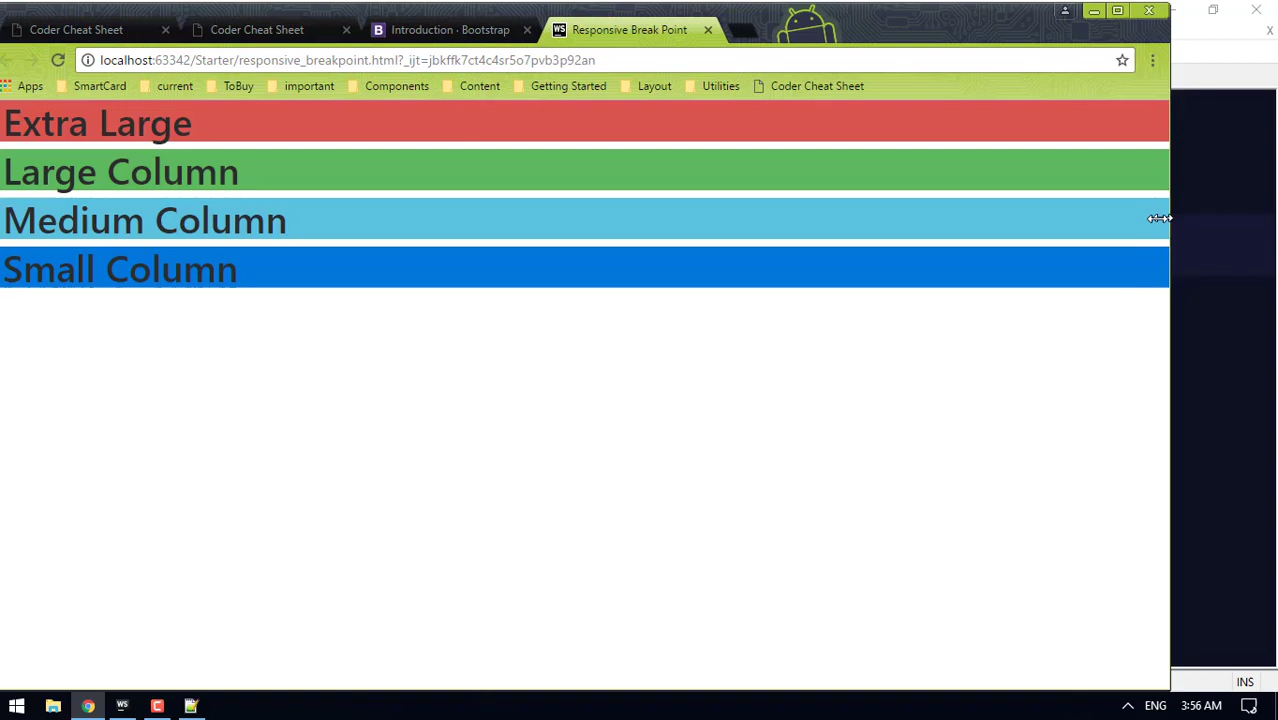 Coder Cheat Sheet Coder Cheat Sheet B Introduction · Bootstrap WS Responsive Break Point
localhost:63342/Starter/responsive_breakpoint.html?_ijt=jbkffk7ct4c4sr5o7pvb3p92an
Apps SmartCard current ToBuy important Components Content Getting Started Layout Utilities Coder Cheat Sheet
Extra Large
Large Column
Medium Column
Small Column
INS
WS C ENG 3:56 AM